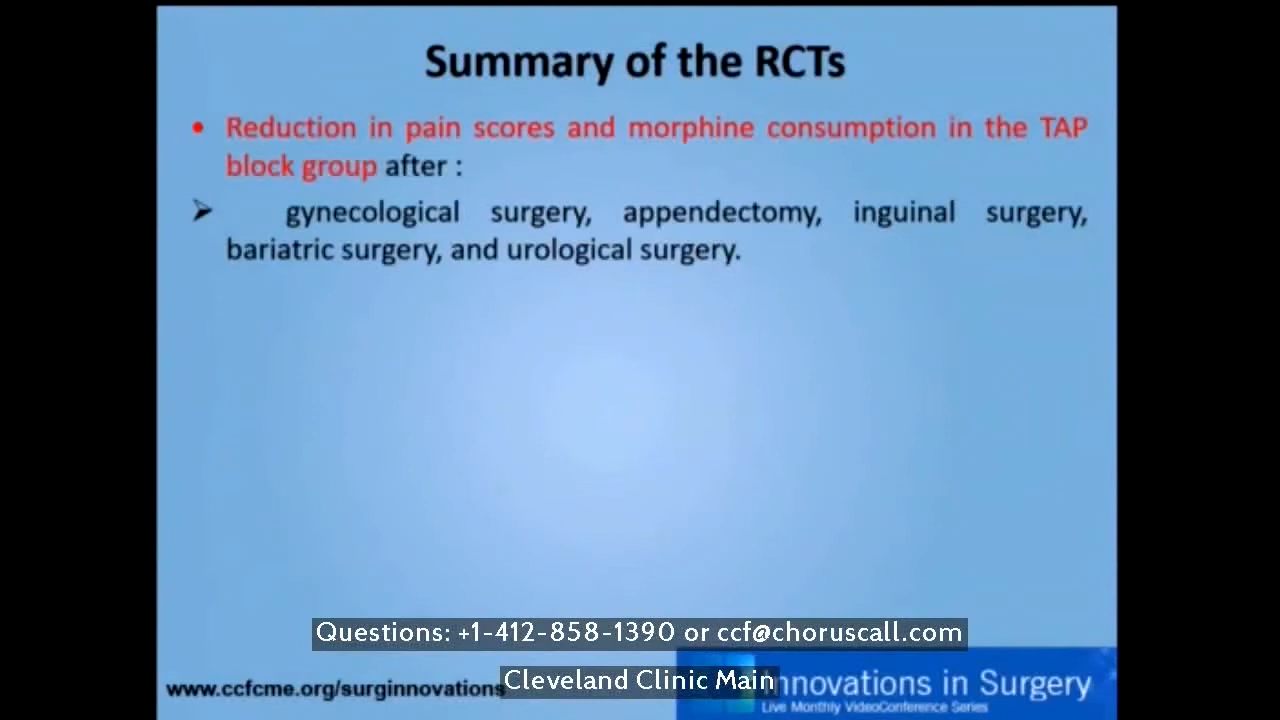 Summary of the RCTs
• Reduction in pain scores and morphine consumption in the TAP
block group after :
➢ gynecological surgery, appendectomy, inguinal surgery,
bariatric surgery, and urological surgery.
Questions: +1-412-858-1390 or ccf@choruscall.com
www.ccfcme.org/surginnovations
Cleveland Clinic Main
Innovations in Surgery
Live Monthly VideoConference Series